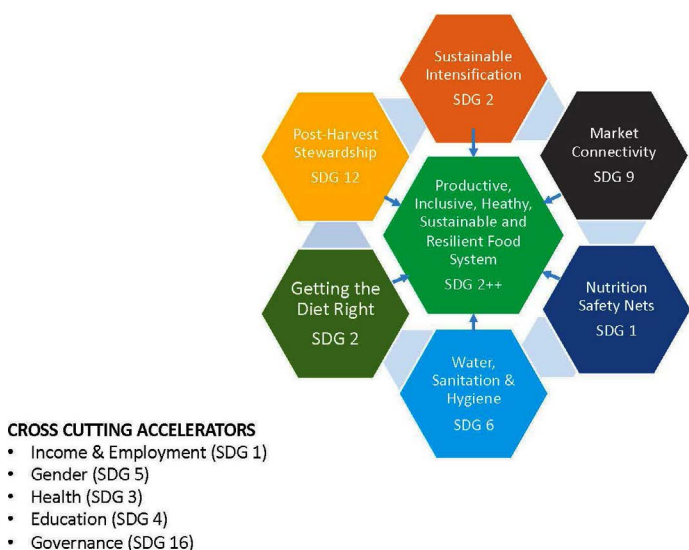 Sustainable
Intensification
SDG 2
Post-Harvest
Stewardship
SDG 12
Market
Connectivity
SDG 9
Productive,
Inclusive, Heathy,
Sustainable and
Resilient Food
System
SDG 2++
Getting the
Diet Right
SDG 2
Nutrition
Safety Nets
SDG 1
Water,
Sanitation &
Hygiene
SDG 6
CROSS CUTTING ACCELERATORS
• Income & Employment (SDG 1)
• Gender (SDG 5)
• Health (SDG 3)
• Education (SDG 4)
• Governance (SDG 16)